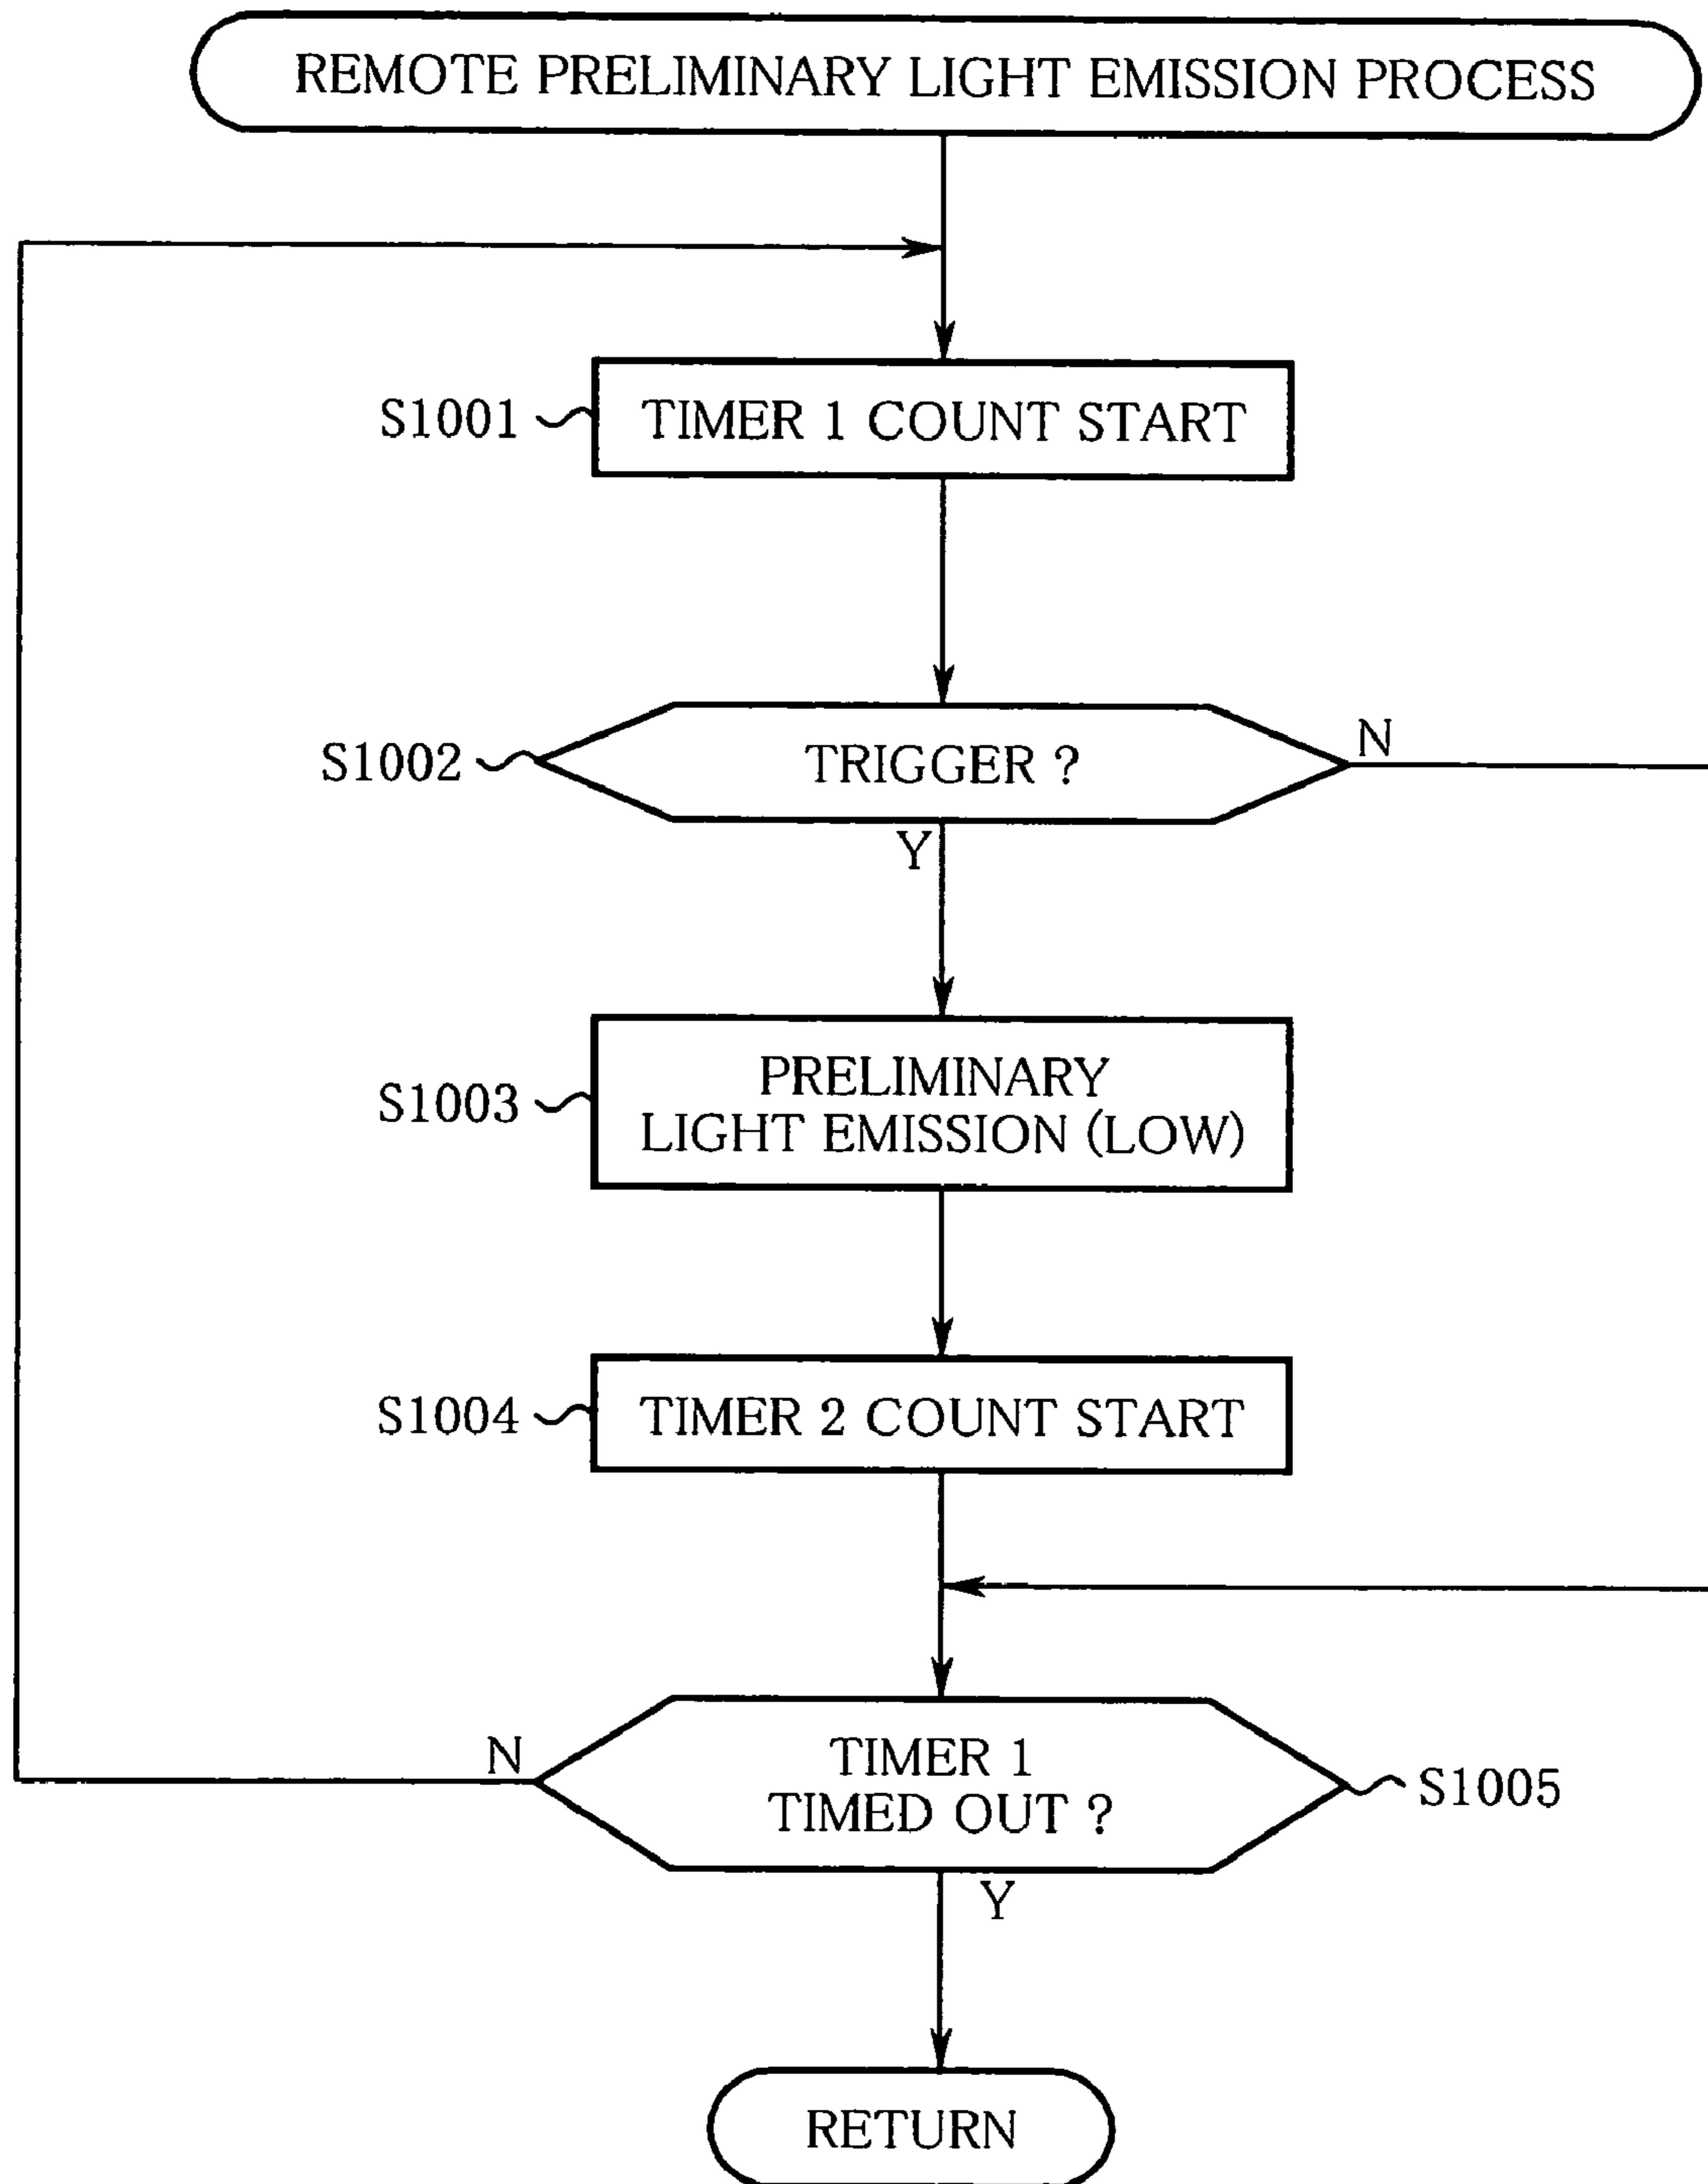 REMOTE PRELIMINARY LIGHT EMISSION PROCESS
S1001
TIMER 1 COUNT START
S1002
TRIGGER ?
N
Y
S1003
PRELIMINARY
LIGHT EMISSION (LOW)
S1004
TIMER 2 COUNT START
N
TIMER 1
TIMED OUT ?
S1005
Y
RETURN